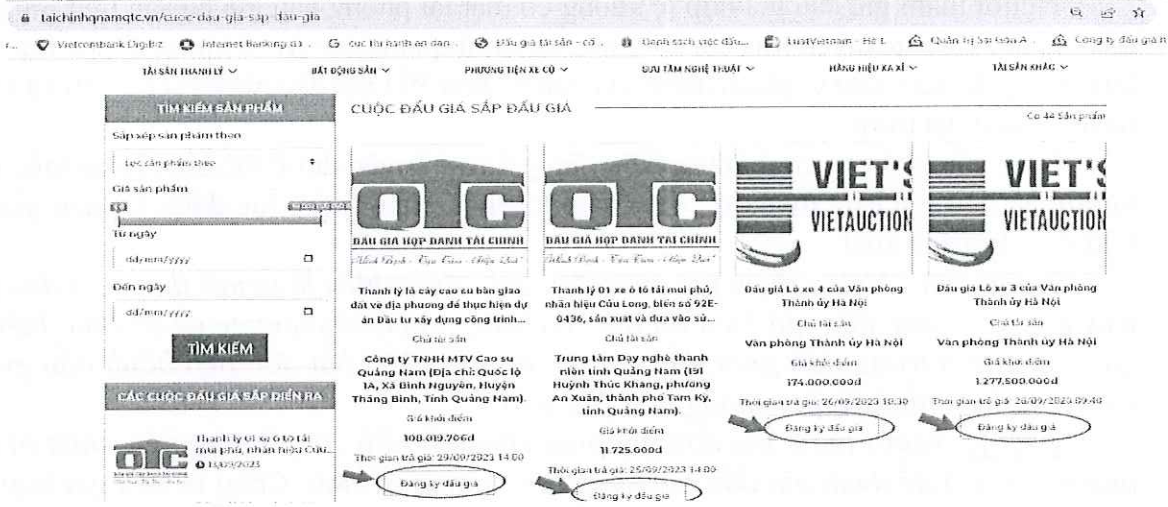 taichinhqnamqtc.vn/cuoc-dau-gia-sap-dau-gia
Vietcombank DigiBiz
Internet Banking
Đấu giá tài sản - cổ...
Danh sách việc đấu...
TÀI SẢN THANH LÝ
BẤT ĐỘNG SẢN
PHƯƠNG TIỆN XE CỘ
SƯU TẦM NGHỆ THUẬT
HÀNG HIỆU XA XỈ
TÀI SẢN KHÁC
TÌM KIẾM SẢN PHẨM
Sắp xếp sản phẩm theo
Lọc sản phẩm theo
Giá sản phẩm
Từ ngày
dd/mm/yyyy
Đến ngày
dd/mm/yyyy
TÌM KIẾM
CÁC CUỘC ĐẤU GIÁ SẮP DIỄN RA
Thanh lý 01 xe ô tô tải
mui phủ, nhãn hiệu Cửu...
CUỘC ĐẤU GIÁ SẮP ĐẤU GIÁ
Có 44 Sản phẩm
QTC
ĐẤU GIÁ HỢP DANH TÀI CHÍNH
Thanh lý là cây cao su bàn giao
đất về địa phương để thực hiện dự
án Đầu tư xây dựng công trình...
Chủ tài sản
Công ty TNHH MTV Cao su
Quảng Nam (Địa chỉ: Quốc lộ
1A, Xã Bình Nguyên, Huyện
Thăng Bình, Tỉnh Quảng Nam).
Giá khởi điểm
108.019.706đ
Thời gian trả giá: 29/09/2023 14:00
Đăng ký đấu giá
QTC
ĐẤU GIÁ HỢP DANH TÀI CHÍNH
Thanh lý 01 xe ô tô tải mui phủ,
nhãn hiệu Cửu Long, biển số 92E-
0436, sản xuất và đưa vào sử...
Chủ tài sản
Trung tâm Dạy nghề thanh
niên tỉnh Quảng Nam (191
Huỳnh Thúc Kháng, phường
An Xuân, thành phố Tam Kỳ,
tỉnh Quảng Nam).
Giá khởi điểm
11.725.000đ
Thời gian trả giá: 25/09/2023 14:00
Đăng ký đấu giá
VIET'S
VIETAUCTION
Đấu giá Lô xe 4 của Văn phòng
Thành ủy Hà Nội
Chủ tài sản
Văn phòng Thành ủy Hà Nội
Giá khởi điểm
174.000.000đ
Thời gian trả giá: 26/09/2023 10:30
Đăng ký đấu giá
VIET'S
VIETAUCTION
Đấu giá Lô xe 3 của Văn phòng
Thành ủy Hà Nội
Chủ tài sản
Văn phòng Thành ủy Hà Nội
Giá khởi điểm
1.277.500.000đ
Thời gian trả giá: 26/09/2023 09:40
Đăng ký đấu giá